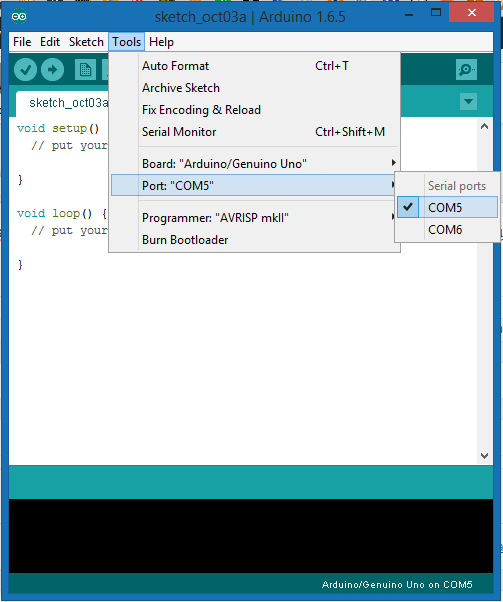 sketch_oct03a | Arduino 1.6.5
File Edit Sketch Tools Help
Auto Format Ctrl+T
Archive Sketch
Fix Encoding & Reload
Serial Monitor Ctrl+Shift+M
Board: "Arduino/Genuino Uno"
Port: "COM5"
Programmer: "AVRISP mkII"
Burn Bootloader
Serial ports
COM5
COM6
sketch_oct03a
void setup()
// put your
}
void loop() {
// put your
}
Arduino/Genuino Uno on COM5